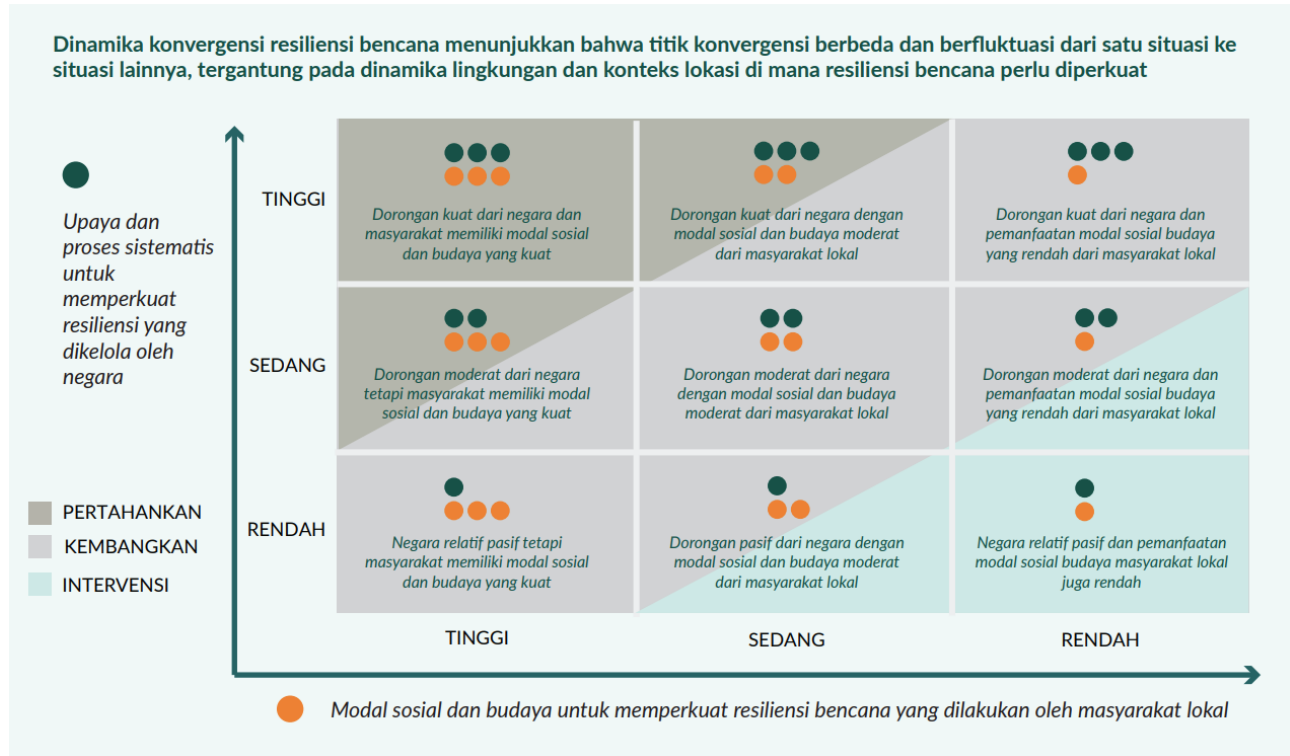 Dinamika konvergensi resiliensi bencana menunjukkan bahwa titik konvergensi berbeda dan berfluktuasi dari satu situasi ke
situasi lainnya, tergantung pada dinamika lingkungan dan konteks lokasi di mana resiliensi bencana perlu diperkuat
Upaya dan
proses sistematis
untuk
memperkuat
resiliensi yang
dikelola oleh
negara
TINGGI
Dorongan kuat dari negara dan
masyarakat memiliki modal sosial
dan budaya yang kuat
Dorongan kuat dari negara dengan
modal sosial dan budaya moderat
dari masyarakat lokal
Dorongan kuat dari negara dan
pemanfaatan modal sosial budaya
yang rendah dari masyarakat lokal
SEDANG
Dorongan moderat dari negara
tetapi masyarakat memiliki modal
sosial dan budaya yang kuat
Dorongan moderat dari negara
dengan modal sosial dan budaya
moderat dari masyarakat lokal
Dorongan moderat dari negara dan
pemanfaatan modal sosial budaya
yang rendah dari masyarakat lokal
PERTAHANKAN
KEMBANGKAN
INTERVENSI
RENDAH
Negara relatif pasif tetapi
masyarakat memiliki modal sosial
dan budaya yang kuat
Dorongan pasif dari negara dengan
modal sosial dan budaya moderat
dari masyarakat lokal
Negara relatif pasif dan pemanfaatan
modal sosial budaya masyarakat lokal
juga rendah
TINGGI
SEDANG
RENDAH
Modal sosial dan budaya untuk memperkuat resiliensi bencana yang dilakukan oleh masyarakat lokal